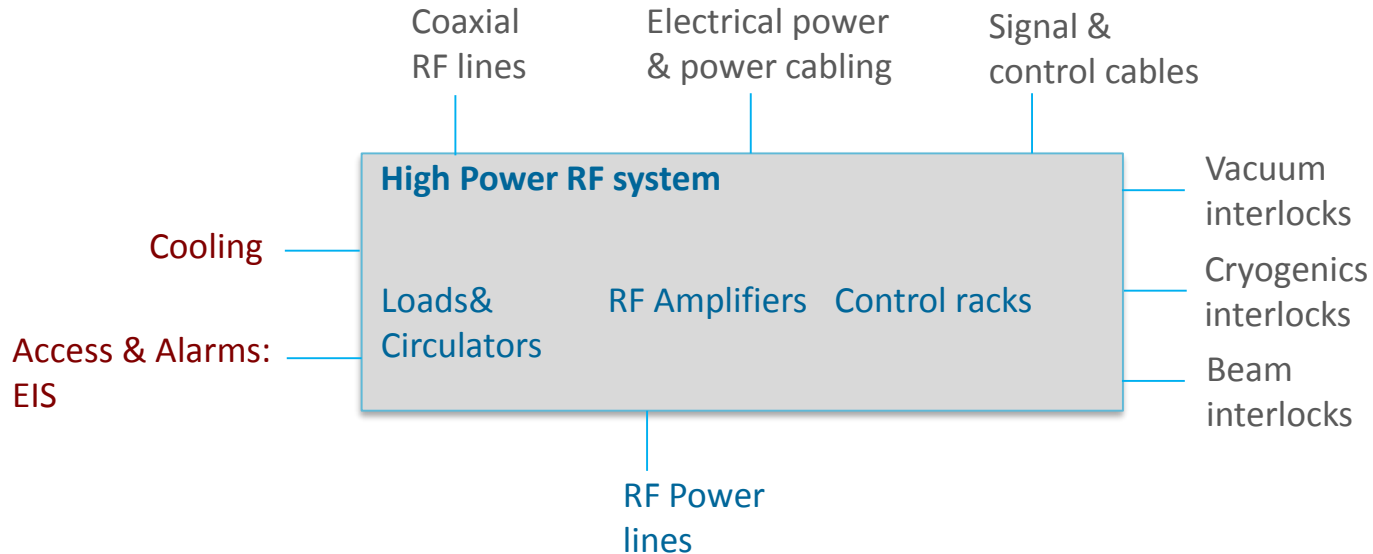 Coaxial
RF lines
Electrical power
& power cabling
Signal &
control cables
High Power RF system
Vacuum
interlocks
Cooling
Cryogenics
interlocks
Loads&
Circulators
RF Amplifiers
Control racks
Access & Alarms:
EIS
Beam
interlocks
RF Power
lines